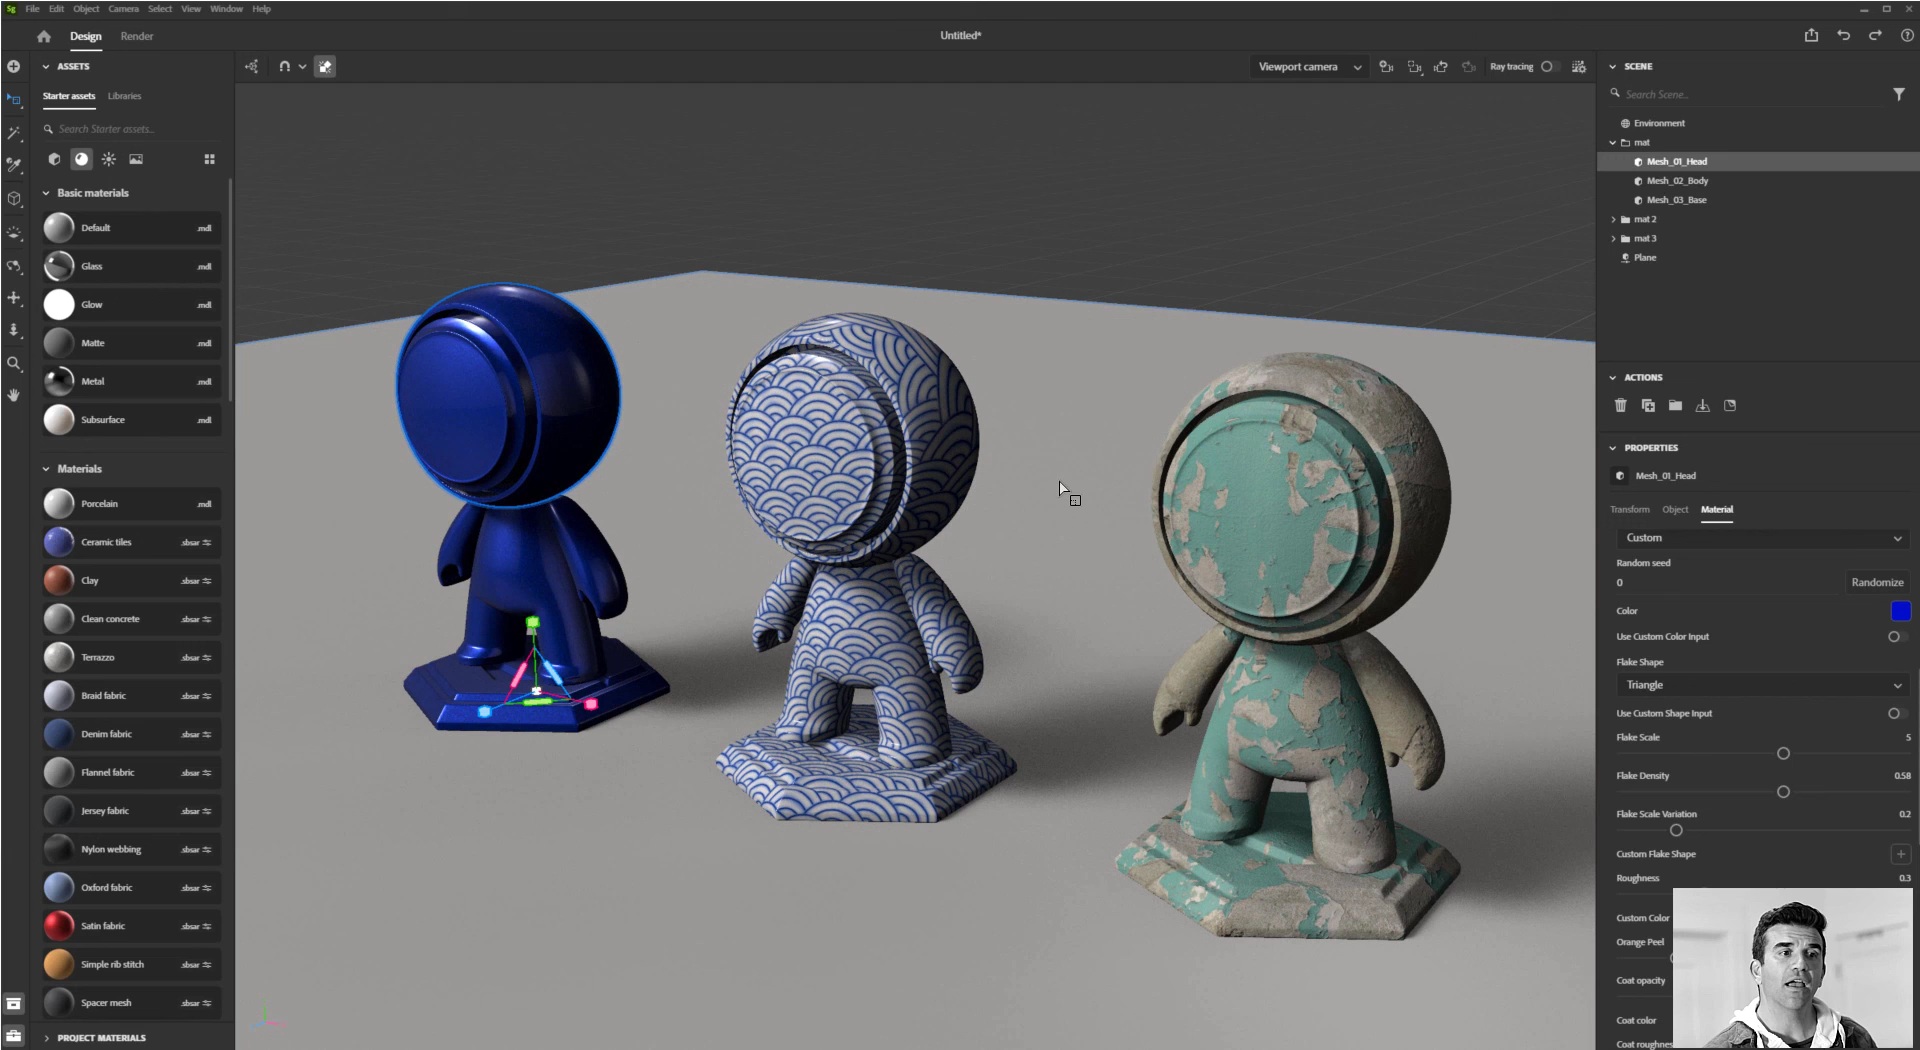 Sg File Edit Object Camera Select View Window Help
Design Render
Untitled*
ASSETS
Starter assets Libraries
Search Starter assets...
Basic materials
Default .mdl
Glass .mdl
Glow .mdl
Matte .mdl
Metal .mdl
Subsurface .mdl
Materials
Porcelain .mdl
Ceramic tiles .sbsar
Clay .sbsar
Clean concrete .sbsar
Terrazzo .sbsar
Braid fabric .sbsar
Denim fabric .sbsar
Flannel fabric .sbsar
Jersey fabric .sbsar
Nylon webbing .sbsar
Oxford fabric .sbsar
Satin fabric .sbsar
Simple rib stitch .sbsar
Spacer mesh .sbsar
PROJECT MATERIALS
Viewport camera
Ray tracing
SCENE
Search Scene...
Environment
mat
Mesh_01_Head
Mesh_02_Body
Mesh_03_Base
mat 2
mat 3
Plane
ACTIONS
PROPERTIES
Mesh_01_Head
Transform Object Material
Custom
Random seed
0 Randomize
Color
Use Custom Color Input
Flake Shape
Triangle
Use Custom Shape Input
Flake Scale 5
Flake Density 0.58
Flake Scale Variation 0.2
Custom Flake Shape
Roughness 0.3
Custom Color
Orange Peel
Coat opacity
Coat color
Coat roughne